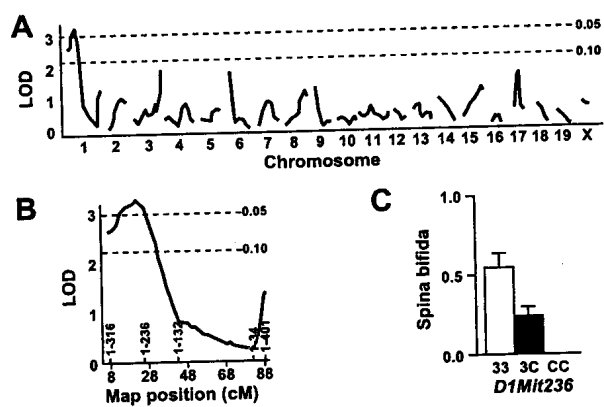 A
LOD
3
2
1
0
0.05
0.10
1 2 3 4 5 6 7 8 9 10 11 12 13 14 15 16 17 18 19 X
Chromosome
B
LOD
3
2
1
0
0.05
0.10
1-316
1-236
1-132
1-34
1-401
8 28 48 68 88
Map position (cM)
C
Spina bifida
1.0
0.5
0.0
33 3C CC
D1Mit236